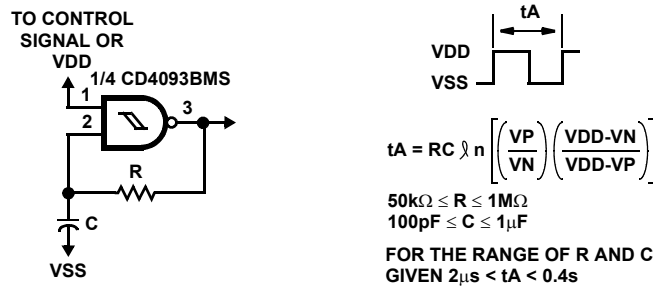 TO CONTROL
SIGNAL OR
VDD
1/4 CD4093BMS
1
2
3
R
C
VSS
tA
VDD
VSS
tA = RC ln [(VP/VN) (VDD-VN/VDD-VP)]
50kΩ ≤ R ≤ 1MΩ
100pF ≤ C ≤ 1μF
FOR THE RANGE OF R AND C
GIVEN 2μs < tA < 0.4s